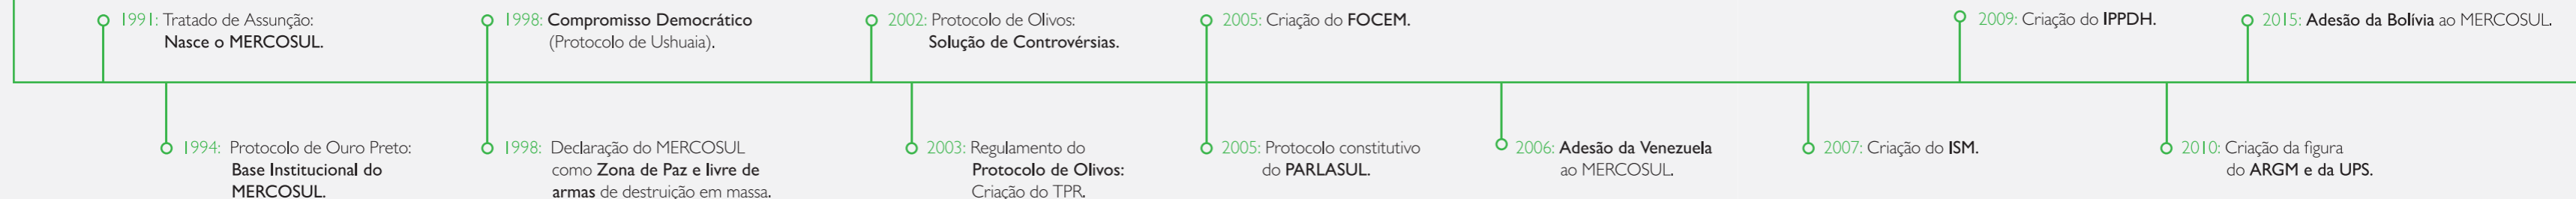 1991: Tratado de Assunção:
Nasce o MERCOSUL.
1994: Protocolo de Ouro Preto:
Base Institucional do
MERCOSUL.
1998: Compromisso Democrático
(Protocolo de Ushuaia).
1998: Declaração do MERCOSUL
como Zona de Paz e livre de
armas de destruição em massa.
2002: Protocolo de Olivos:
Solução de Controvérsias.
2003: Regulamento do
Protocolo de Olivos:
Criação do TPR.
2005: Criação do FOCEM.
2005: Protocolo constitutivo
do PARLASUL.
2006: Adesão da Venezuela
ao MERCOSUL.
2007: Criação do ISM.
2009: Criação do IPPDH.
2010: Criação da figura
do ARGM e da UPS.
2015: Adesão da Bolívia ao MERCOSUL.